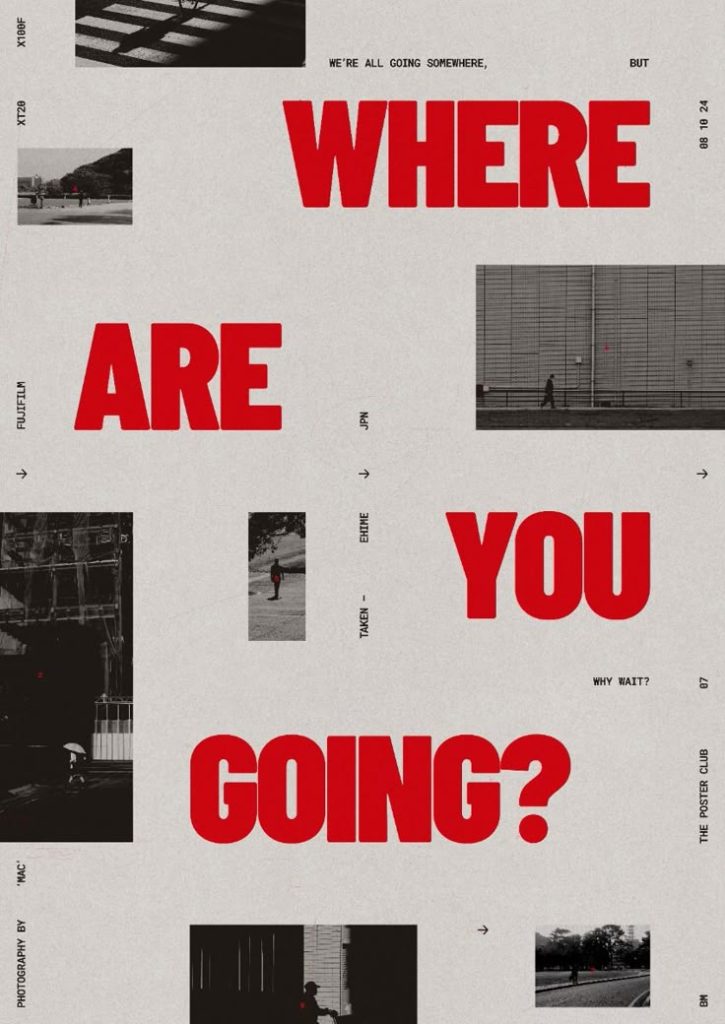 WE'RE ALL GOING SOMEWHERE, BUT
WHERE
ARE
YOU
WHY WAIT?
GOING?
X100F
XT20
FUJIFILM →
PHOTOGRAPHY BY 'MAC'
JPN →
TAKEN – EHIME
08 10 24
→
07
THE POSTER CLUB
BM
→